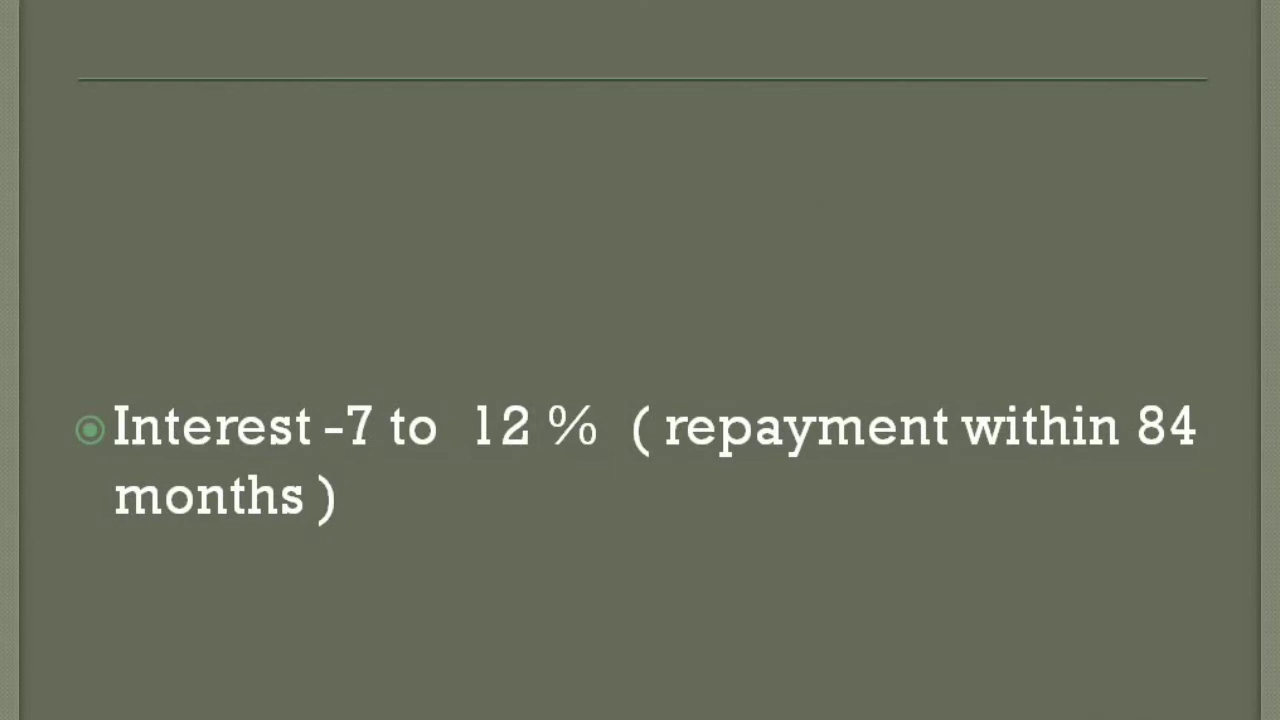 Interest -7 to 12 % ( repayment within 84
months )